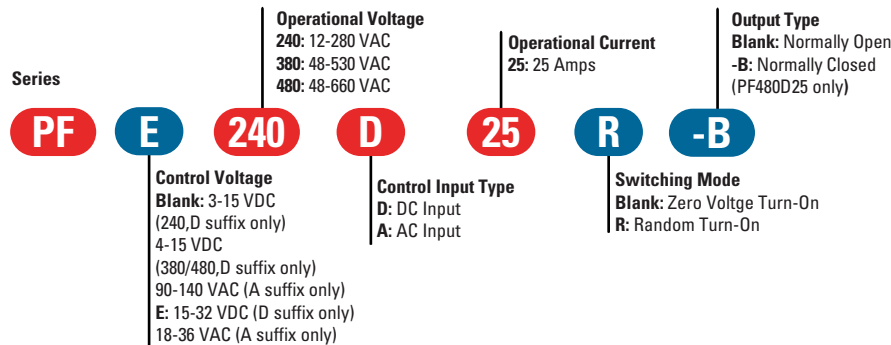 Operational Voltage
240: 12-280 VAC
380: 48-530 VAC
480: 48-660 VAC
Operational Current
25: 25 Amps
Output Type
Blank: Normally Open
-B: Normally Closed
(PF480D25 only)
Series
PF E 240 D 25 R -B
Control Voltage
Blank: 3-15 VDC
(240,D suffix only)
4-15 VDC
(380/480,D suffix only)
90-140 VAC (A suffix only)
E: 15-32 VDC (D suffix only)
18-36 VAC (A suffix only)
Control Input Type
D: DC Input
A: AC Input
Switching Mode
Blank: Zero Voltge Turn-On
R: Random Turn-On